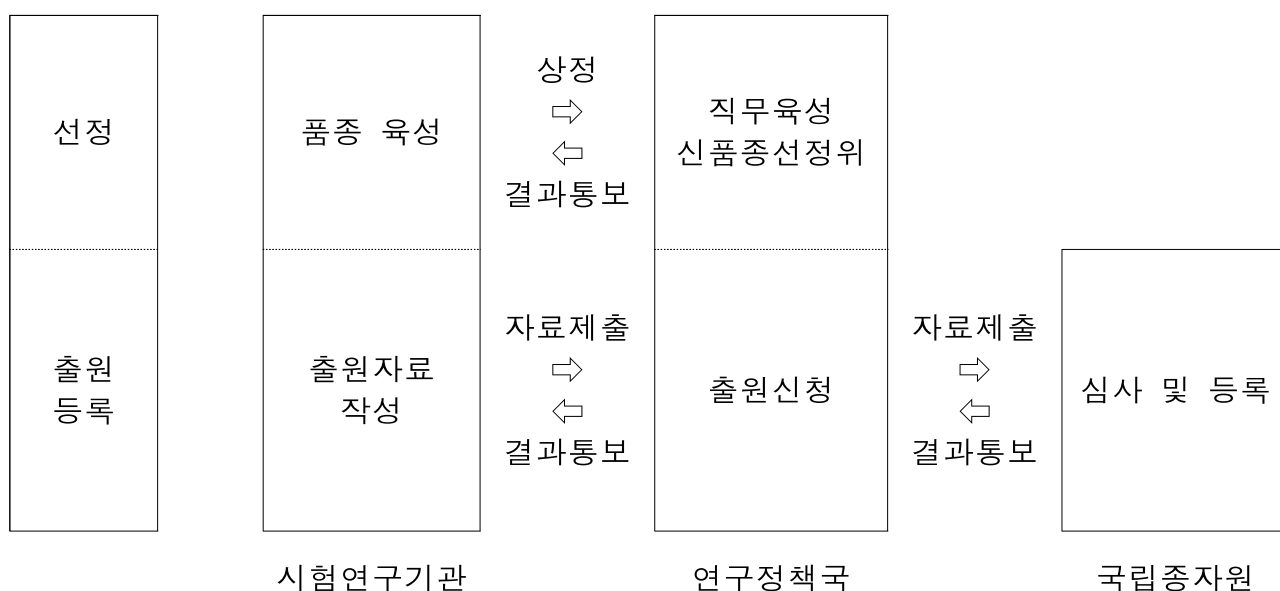 선정
품종 육성
상정
⇨
⇦
결과통보
직무육성
신품종선정위
출원
등록
출원자료
작성
자료제출
⇨
⇦
결과통보
출원신청
자료제출
⇨
⇦
결과통보
심사 및 등록
시험연구기관
연구정책국
국립종자원